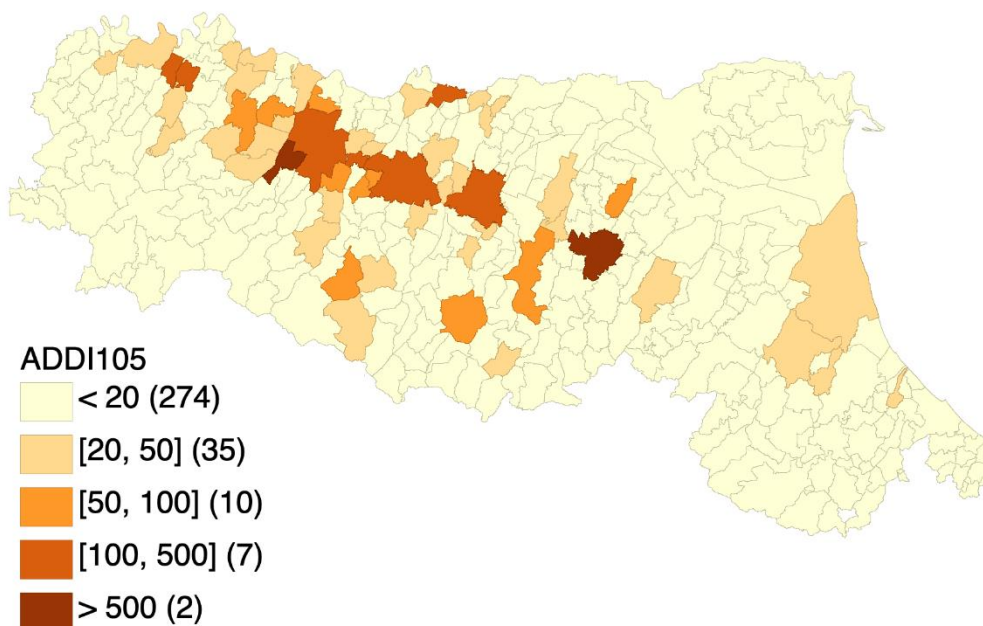 ADDI105
< 20 (274)
[20, 50] (35)
[50, 100] (10)
[100, 500] (7)
> 500 (2)